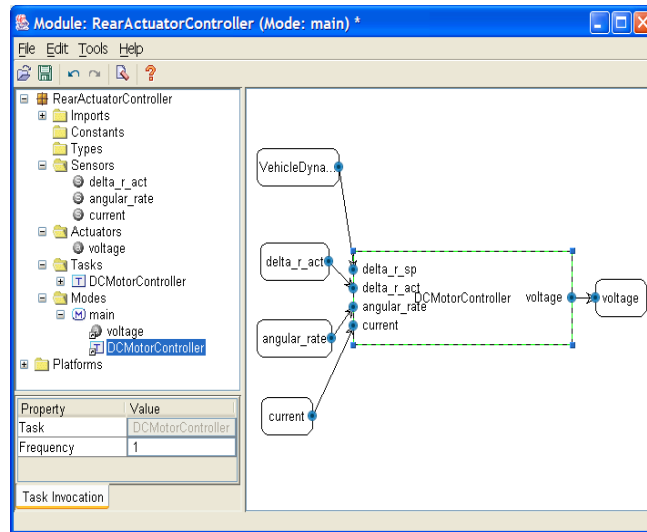 Module: RearActuatorController (Mode: main) *
File Edit Tools Help
RearActuatorController
Imports
Constants
Types
Sensors
delta_r_act
angular_rate
current
Actuators
voltage
Tasks
DCMotorController
Modes
main
voltage
DCMotorController
Platforms
Property Value
Task DCMotorController
Frequency 1
Task Invocation
VehicleDyna...
delta_r_act
angular_rate
current
delta_r_sp
delta_r_act
angular_rate
current
DCMotorController
voltage
voltage